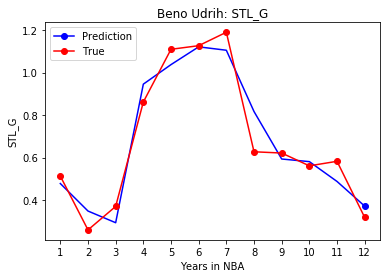 Beno Udrih: STL_G
Prediction
True
1.2
1.0
0.8
0.6
0.4
STL_G
1 2 3 4 5 6 7 8 9 10 11 12
Years in NBA